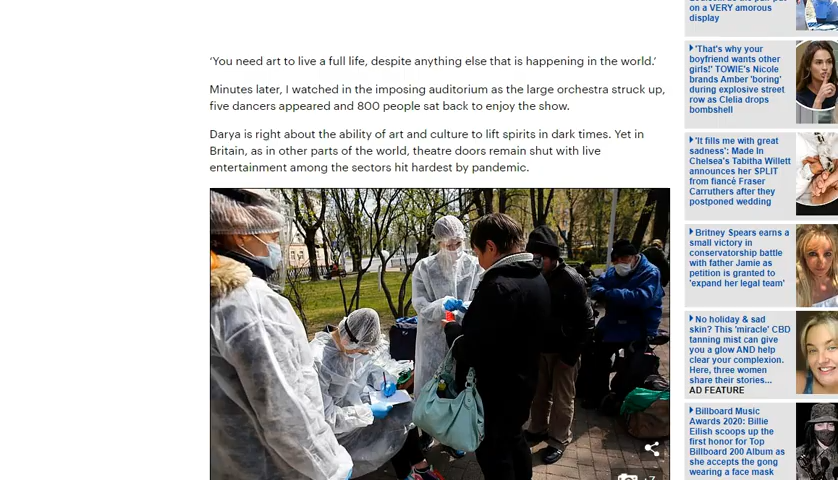 ‘You need art to live a full life, despite anything else that is happening in the world.’
Minutes later, I watched in the imposing auditorium as the large orchestra struck up,
five dancers appeared and 800 people sat back to enjoy the show.
Darya is right about the ability of art and culture to lift spirits in dark times. Yet in
Britain, as in other parts of the world, theatre doors remain shut with live
entertainment among the sectors hit hardest by pandemic.
on a VERY amorous
display
'That's why your
boyfriend wants other
girls!' TOWIE's Nicole
brands Amber 'boring'
during explosive street
row as Clelia drops
bombshell
'It fills me with great
sadness': Made In
Chelsea's Tabitha Willett
announces her SPLIT
from fiancé Fraser
Carruthers after they
postponed wedding
Britney Spears earns a
small victory in
conservatorship battle
with father Jamie as
petition is granted to
'expand her legal team'
No holiday & sad
skin? This 'miracle' CBD
tanning mist can give
you a glow AND help
clear your complexion.
Here, three women
share their stories...
AD FEATURE
Billboard Music
Awards 2020: Billie
Eilish scoops up the
first honor for Top
Billboard 200 Album as
she accepts the gong
wearing a face mask